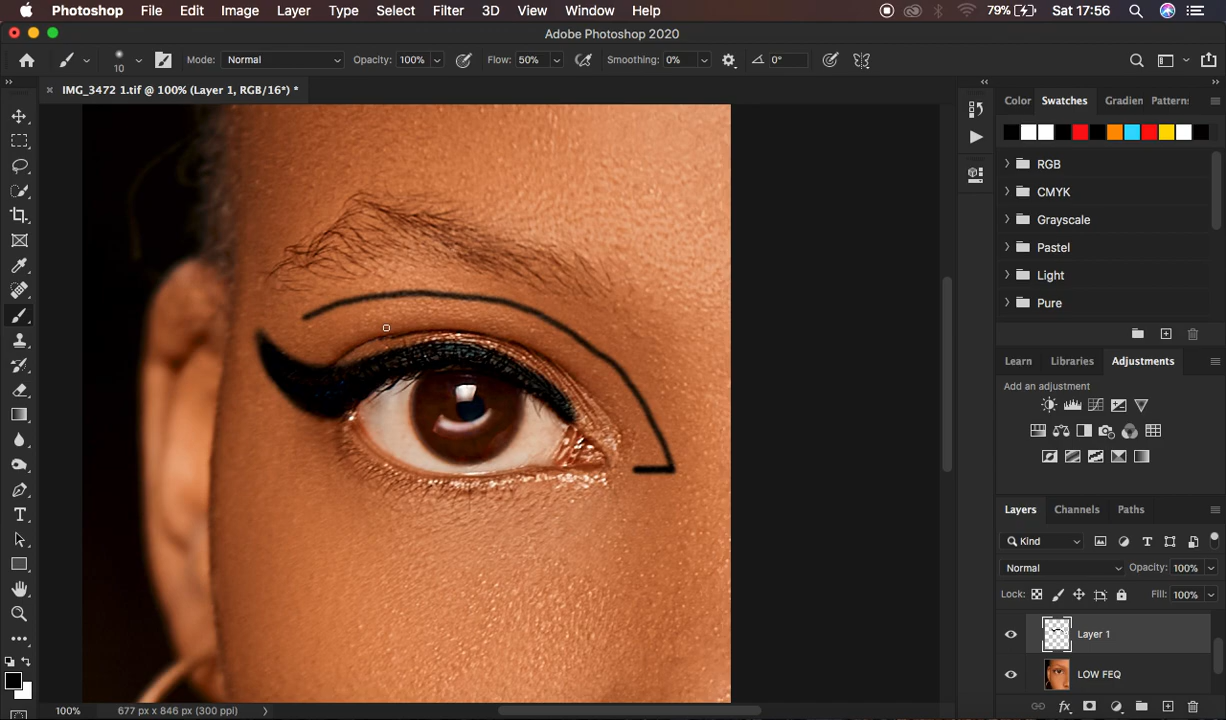 Photoshop File Edit Image Layer Type Select Filter 3D View Window Help 79% Sat 17:56
Adobe Photoshop 2020
10 Mode: Normal Opacity: 100% Flow: 50% Smoothing: 0% 0°
IMG_3472 1.tif @ 100% (Layer 1, RGB/16*) *
Color Swatches Gradien Patterns
RGB
CMYK
Grayscale
Pastel
Light
Pure
Learn Libraries Adjustments
Add an adjustment
Layers Channels Paths
Kind
Normal Opacity: 100%
Lock: Fill: 100%
Layer 1
LOW FEQ
100% 677 px x 846 px (300 ppi)